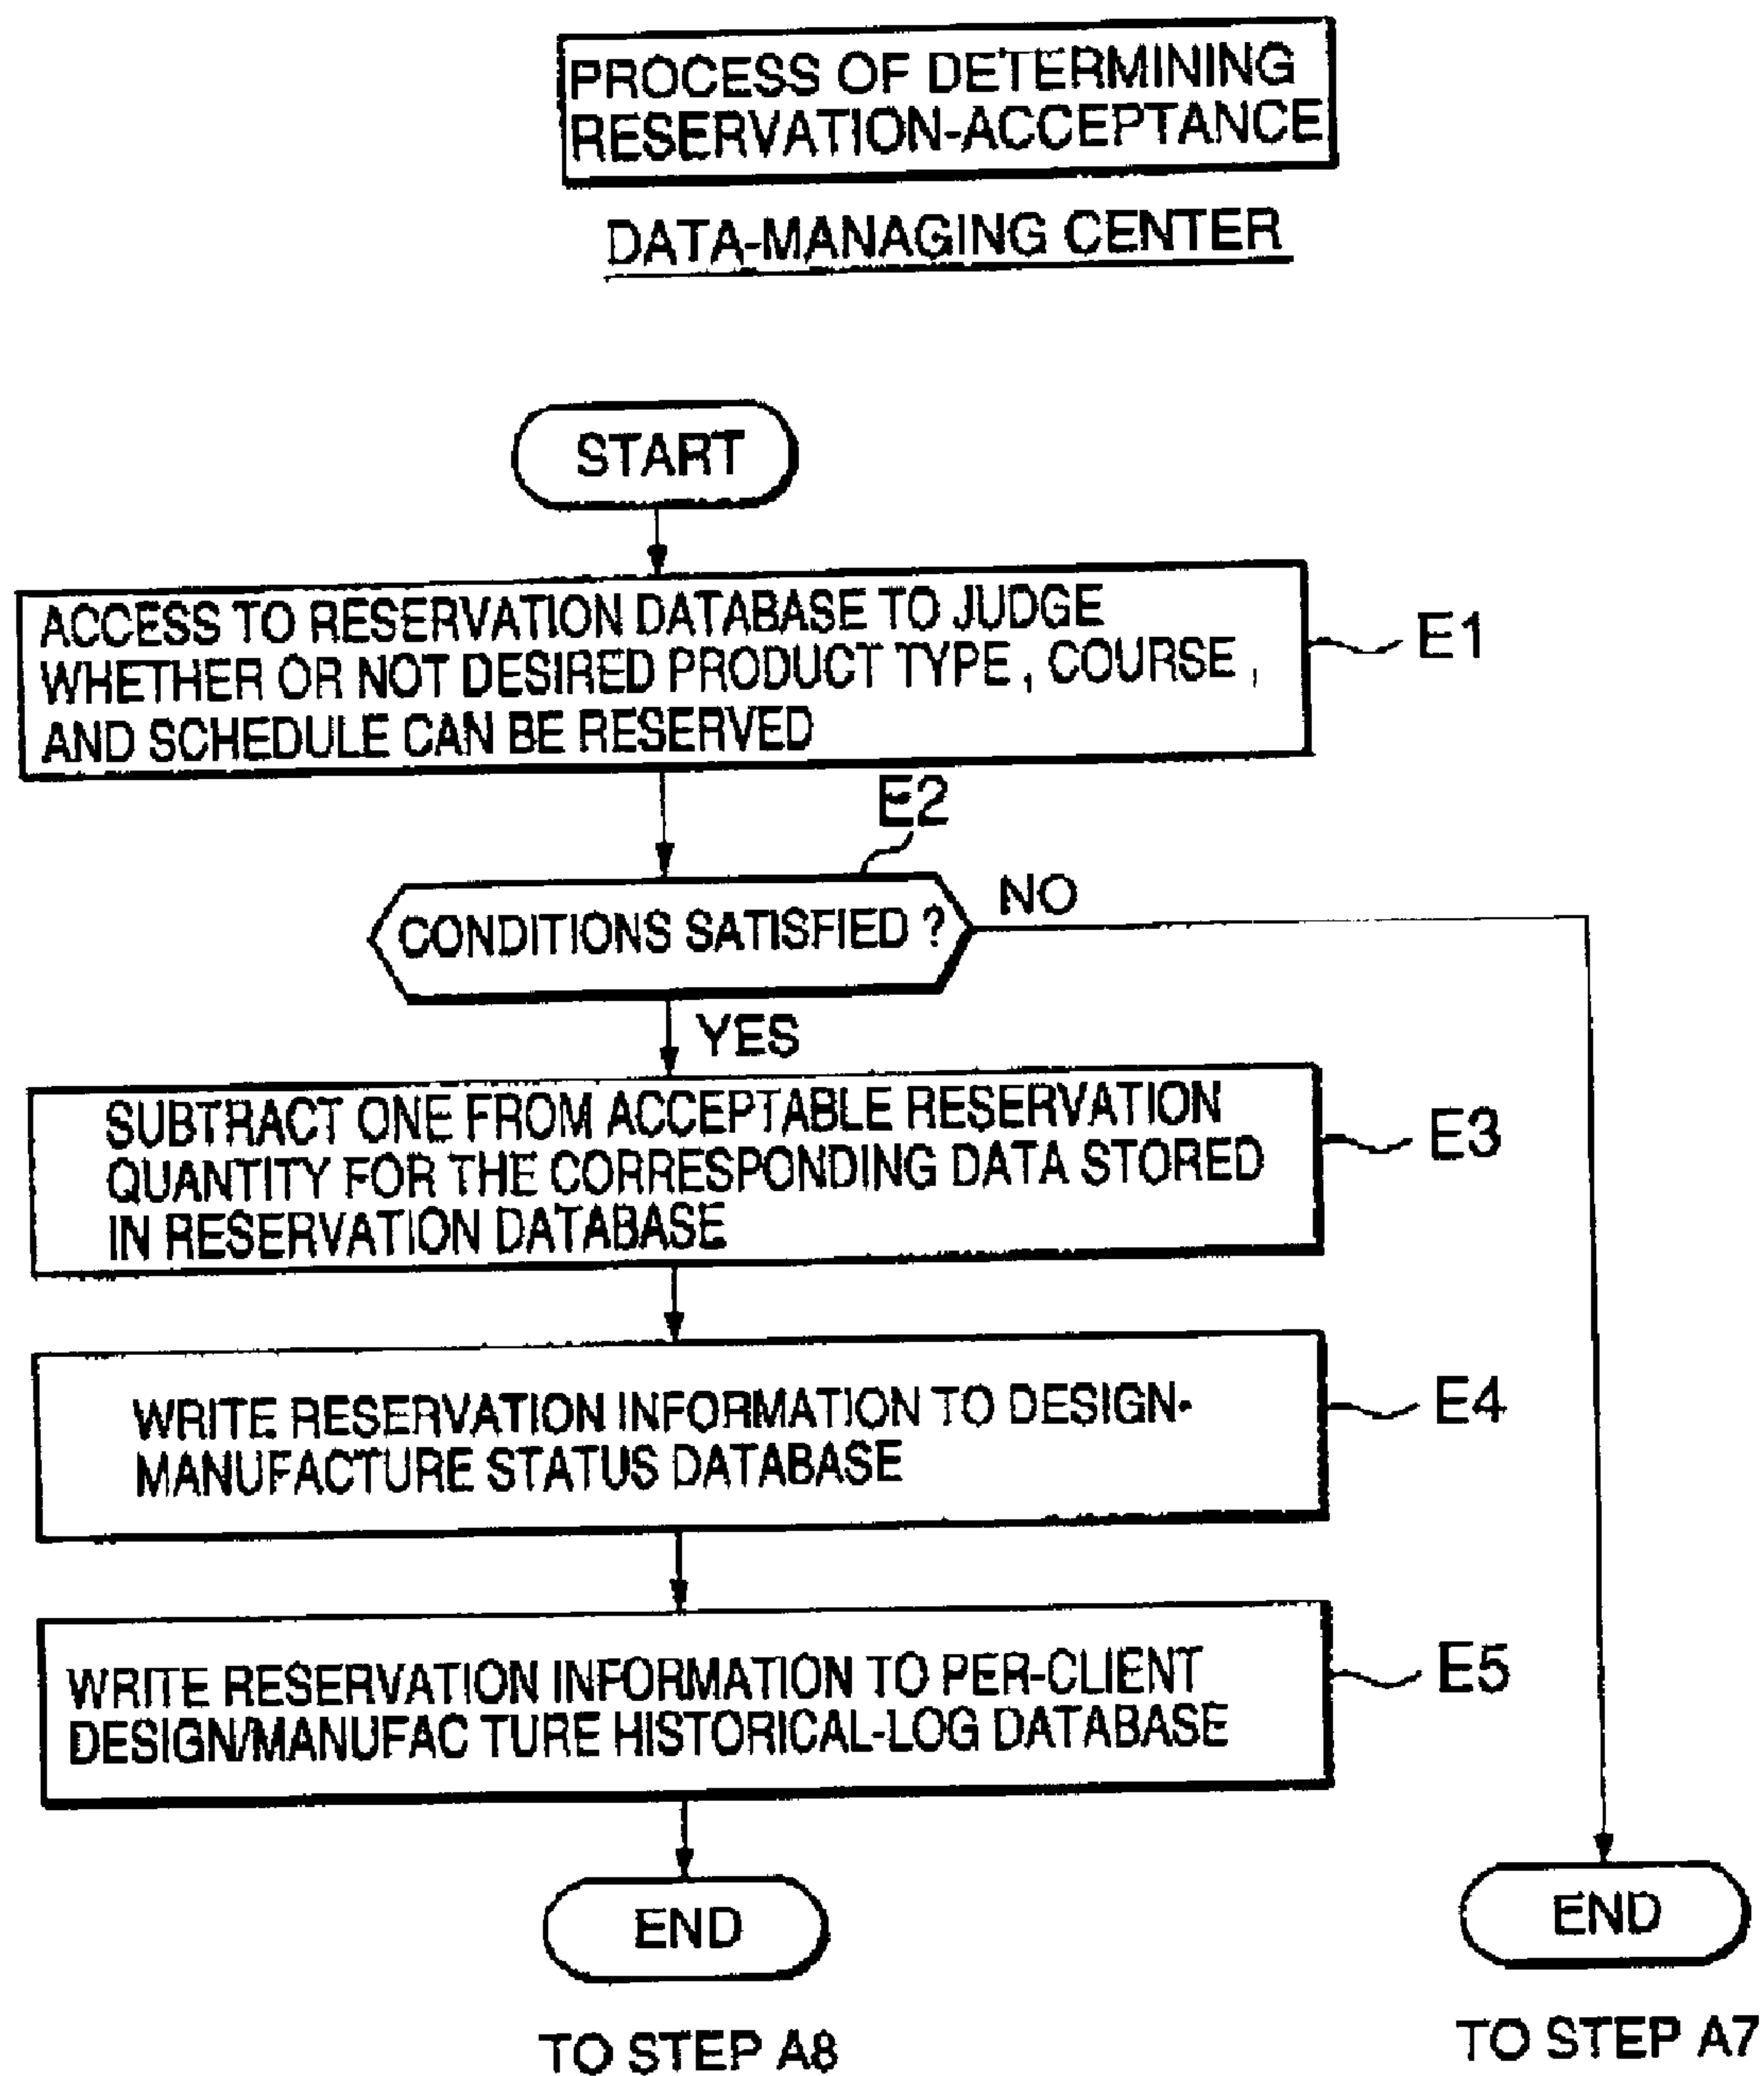 PROCESS OF DETERMINING
RESERVATION-ACCEPTANCE
DATA-MANAGING CENTER
START
ACCESS TO RESERVATION DATABASE TO JUDGE
WHETHER OR NOT DESIRED PRODUCT TYPE, COURSE,
AND SCHEDULE CAN BE RESERVED
E1
E2
CONDITIONS SATISFIED ?
NO
YES
SUBTRACT ONE FROM ACCEPTABLE RESERVATION
QUANTITY FOR THE CORRESPONDING DATA STORED
IN RESERVATION DATABASE
E3
WRITE RESERVATION INFORMATION TO DESIGN-
MANUFACTURE STATUS DATABASE
E4
WRITE RESERVATION INFORMATION TO PER-CLIENT
DESIGN/MANUFAC TURE HISTORICAL-LOG DATABASE
E5
END
END
TO STEP A8
TO STEP A7